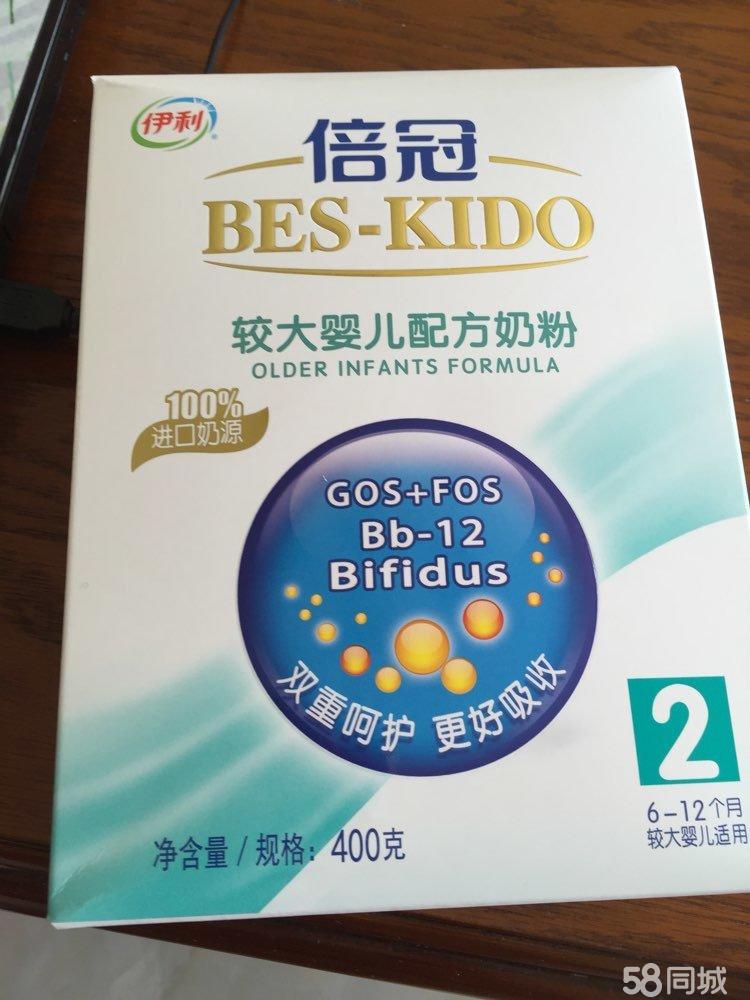 伊利
倍冠
BES-KIDO
较大婴儿配方奶粉
OLDER INFANTS FORMULA
100%
进口奶源
GOS+FOS
Bb-12
Bifidus
双重呵护 更好吸收
2
6-12个月
较大婴儿适用
净含量/规格：400克
58同城